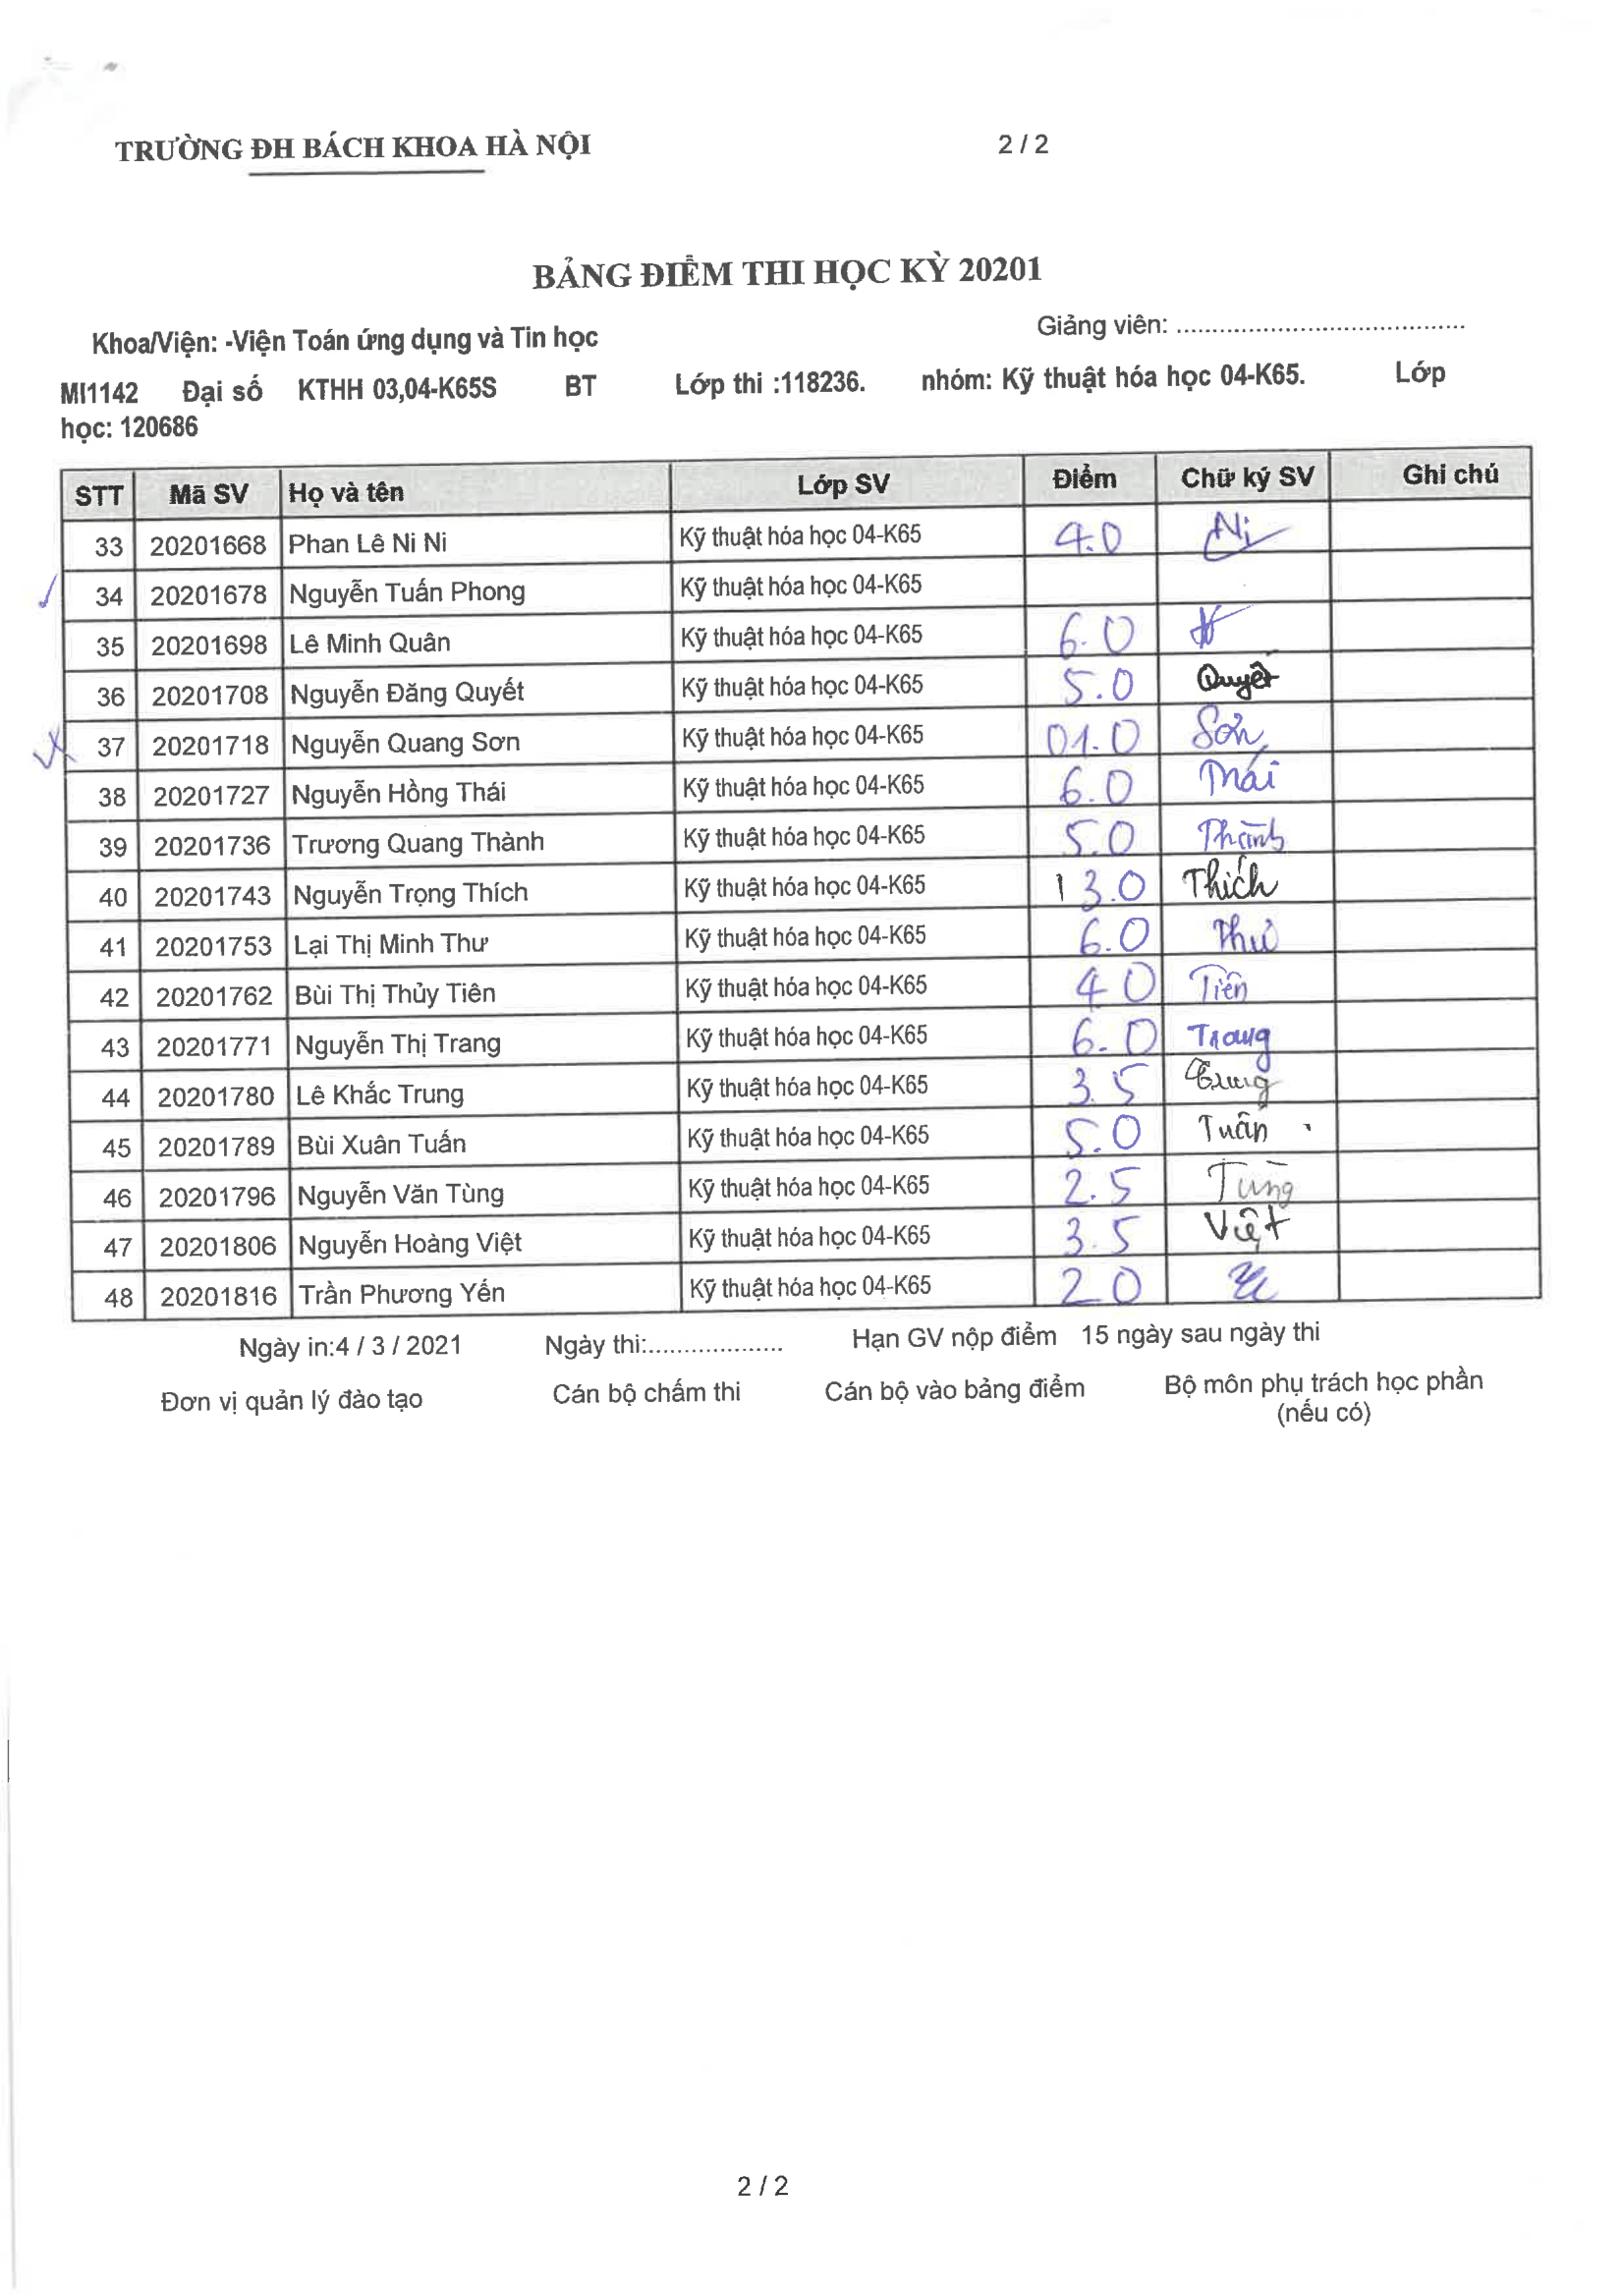 TRƯỜNG ĐH BÁCH KHOA HÀ NỘI 2 / 2
BẢNG ĐIỂM THI HỌC KỲ 20201
Khoa/Viện: -Viện Toán ứng dụng và Tin học Giảng viên: ........................................
MI1142 Đại số KTHH 03,04-K65S BT Lớp thi :118236. nhóm: Kỹ thuật hóa học 04-K65. Lớp
học: 120686
STT Mã SV Họ và tên Lớp SV Điểm Chữ ký SV Ghi chú
33 20201668 Phan Lê Ni Ni Kỹ thuật hóa học 04-K65 4.0 Ni
34 20201678 Nguyễn Tuấn Phong Kỹ thuật hóa học 04-K65
35 20201698 Lê Minh Quân Kỹ thuật hóa học 04-K65 6.0
36 20201708 Nguyễn Đăng Quyết Kỹ thuật hóa học 04-K65 5.0 Quyết
37 20201718 Nguyễn Quang Sơn Kỹ thuật hóa học 04-K65 01.0 Sơn
38 20201727 Nguyễn Hồng Thái Kỹ thuật hóa học 04-K65 6.0 Thái
39 20201736 Trương Quang Thành Kỹ thuật hóa học 04-K65 5.0 Thành
40 20201743 Nguyễn Trọng Thích Kỹ thuật hóa học 04-K65 3.0 Thích
41 20201753 Lại Thị Minh Thư Kỹ thuật hóa học 04-K65 6.0 Thư
42 20201762 Bùi Thị Thủy Tiên Kỹ thuật hóa học 04-K65 4 0 Tiên
43 20201771 Nguyễn Thị Trang Kỹ thuật hóa học 04-K65 6.0 Trang
44 20201780 Lê Khắc Trung Kỹ thuật hóa học 04-K65 3.5 Trung
45 20201789 Bùi Xuân Tuấn Kỹ thuật hóa học 04-K65 5.0 Tuấn
46 20201796 Nguyễn Văn Tùng Kỹ thuật hóa học 04-K65 2.5 Tùng
47 20201806 Nguyễn Hoàng Việt Kỹ thuật hóa học 04-K65 3.5 Việt
48 20201816 Trần Phương Yến Kỹ thuật hóa học 04-K65 2 0
Ngày in:4 / 3 / 2021 Ngày thi:................... Hạn GV nộp điểm 15 ngày sau ngày thi
Đơn vị quản lý đào tạo Cán bộ chấm thi Cán bộ vào bảng điểm Bộ môn phụ trách học phần
(nếu có)
2 / 2